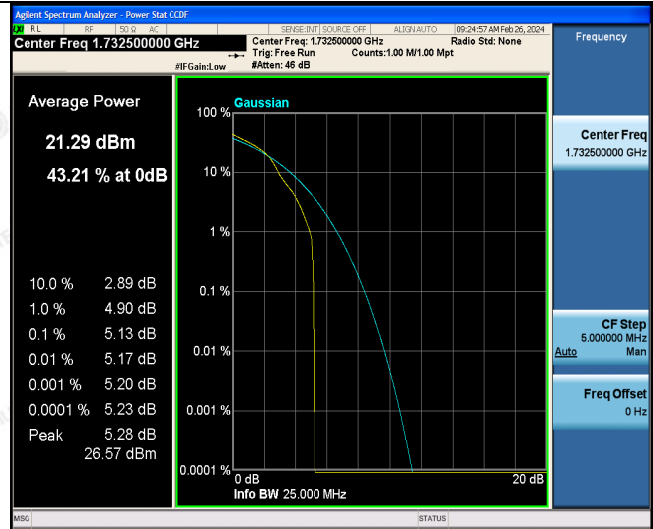 Agilent Spectrum Analyzer - Power Stat CCDF
LXI RL RF 50 Ω AC SENSE:INT SOURCE OFF ALIGN AUTO 09:24:57 AM Feb 26, 2024
Center Freq 1.732500000 GHz
Center Freq: 1.732500000 GHz Radio Std: None
Trig: Free Run Counts:1.00 M/1.00 Mpt
#IFGain:Low #Atten: 46 dB
Frequency
Average Power
21.29 dBm
43.21 % at 0dB
10.0 % 2.89 dB
1.0 % 4.90 dB
0.1 % 5.13 dB
0.01 % 5.17 dB
0.001 % 5.20 dB
0.0001 % 5.23 dB
Peak 5.28 dB
26.57 dBm
Gaussian
100 %
10 %
1 %
0.1 %
0.01 %
0.001 %
0.0001 %
0 dB 20 dB
Info BW 25.000 MHz
Center Freq
1.732500000 GHz
CF Step
5.000000 MHz
Auto Man
Freq Offset
0 Hz
MSG STATUS